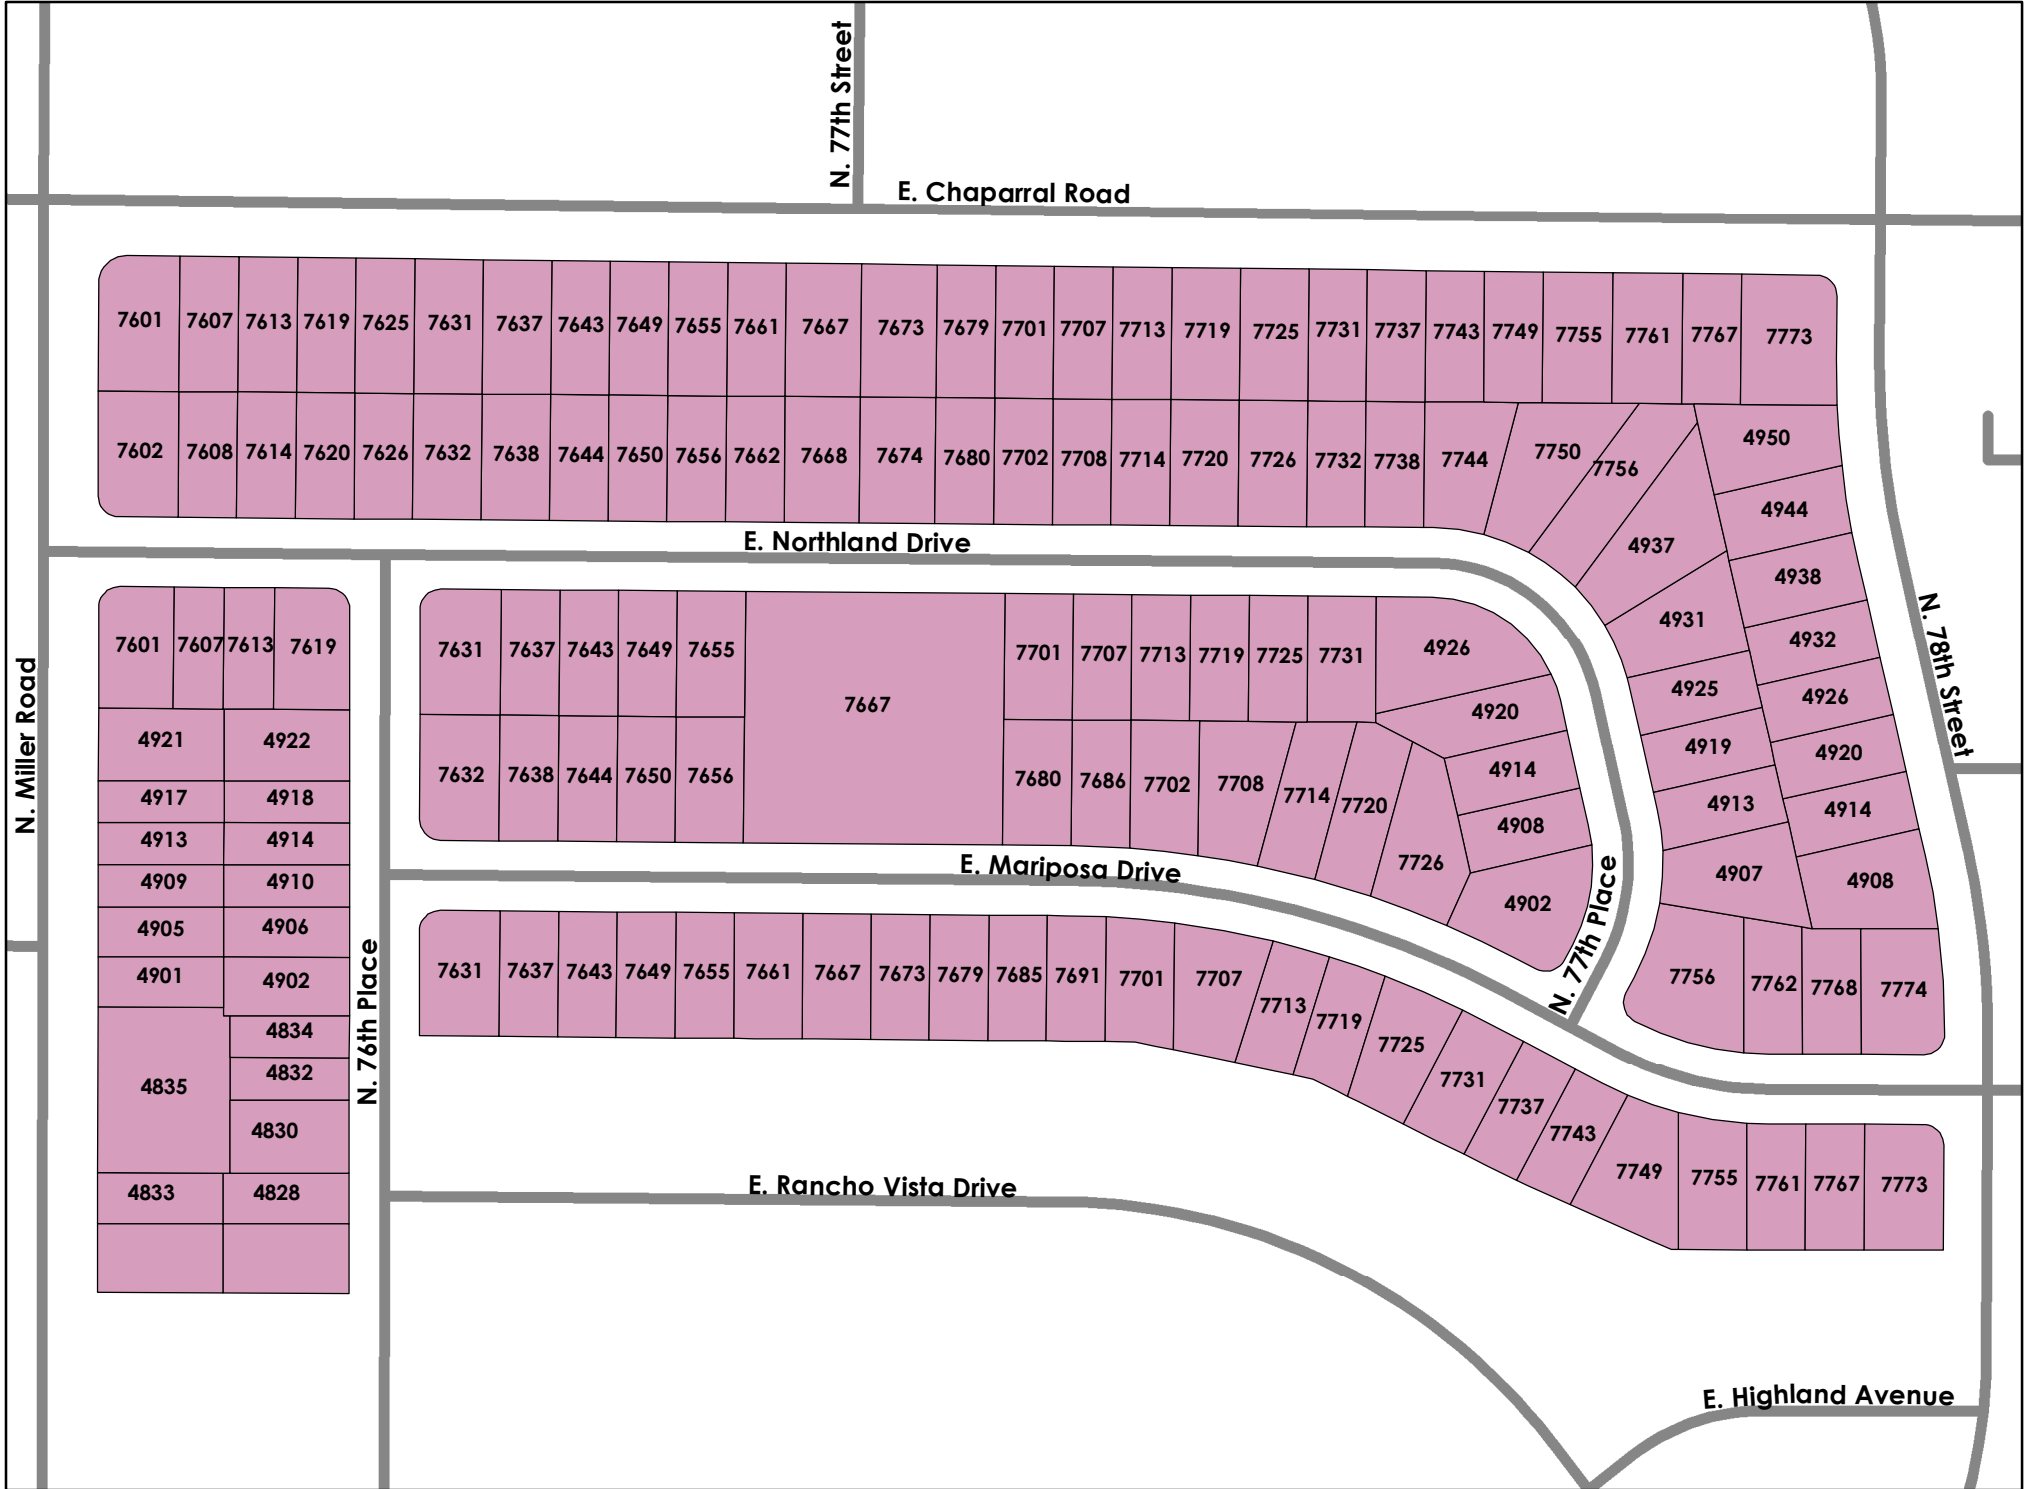 N. 77th Street
E. Chaparral Road
7601 7607 7613 7619 7625 7631 7637 7643 7649 7655 7661 7667 7673 7679 7701 7707 7713 7719 7725 7731 7737 7743 7749 7755 7761 7767 7773
7602 7608 7614 7620 7626 7632 7638 7644 7650 7656 7662 7668 7674 7680 7702 7708 7714 7720 7726 7732 7738 7744 7750 7756 4950
4944
4937
4938
4931
4932
4925
4926
4919
4920
4913
4914
4907
4908
N. 78th Street
E. Northland Drive
7601 7607 7613 7619
4921 4922
4917 4918
4913 4914
4909 4910
4905 4906
4901 4902
4834
4835 4832
4830
4833 4828
N. Miller Road
N. 76th Place
7631 7637 7643 7649 7655 7667 7701 7707 7713 7719 7725 7731 4926
4920
7632 7638 7644 7650 7656 7680 7686 7702 7708 7714 7720 7726 4914
4908
4902
E. Mariposa Drive
N. 77th Place
7756 7762 7768 7774
7631 7637 7643 7649 7655 7661 7667 7673 7679 7685 7691 7701 7707 7713 7719 7725 7731 7737 7743 7749 7755 7761 7767 7773
E. Rancho Vista Drive
E. Highland Avenue